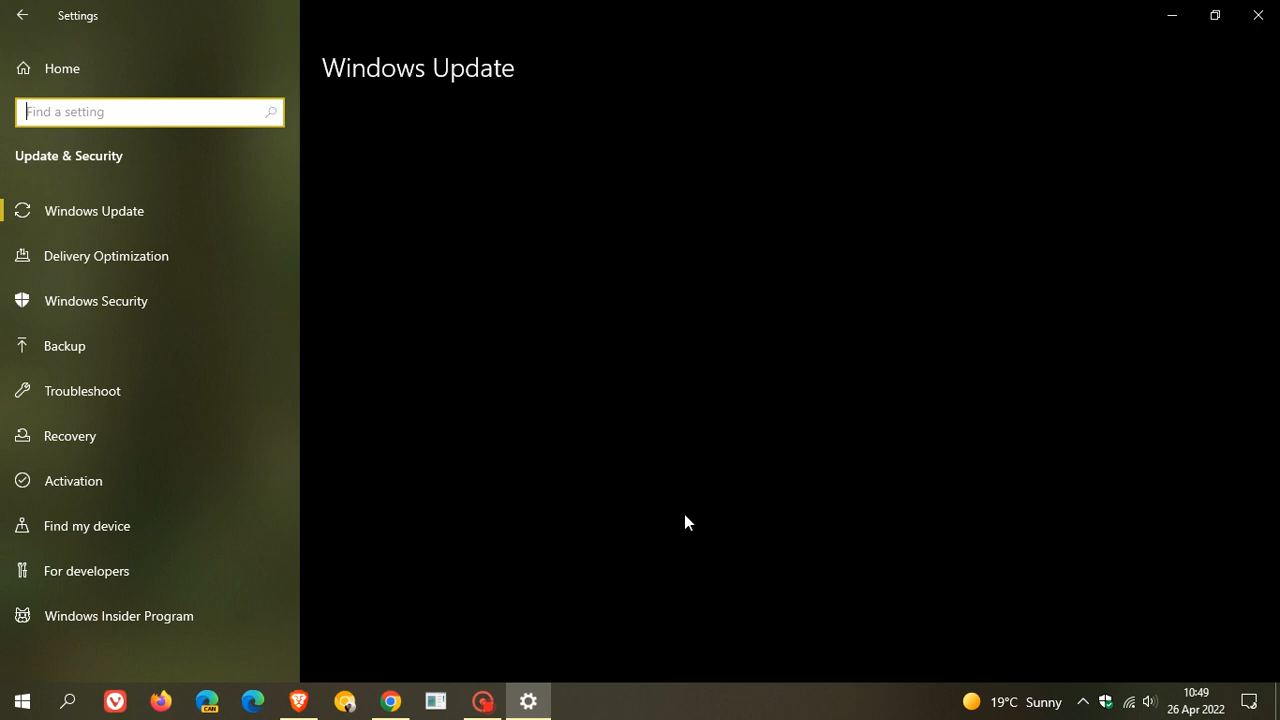 Settings
Home
Find a setting
Update & Security
Windows Update
Delivery Optimization
Windows Security
Backup
Troubleshoot
Recovery
Activation
Find my device
For developers
Windows Insider Program
Windows Update
CAN
19°C Sunny
10:49
26 Apr 2022